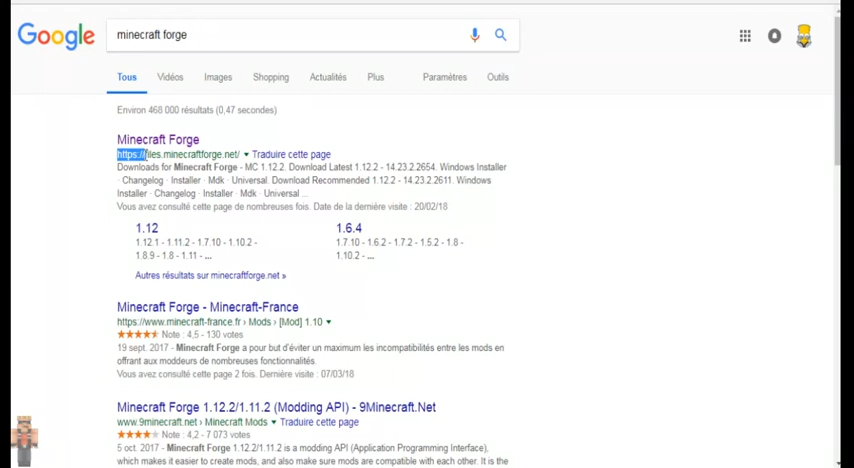 Google
minecraft forge
Tous Vidéos Images Shopping Actualités Plus Paramètres Outils
Environ 468 000 résultats (0,47 secondes)
Minecraft Forge
https://files.minecraftforge.net/ ▼ Traduire cette page
Downloads for Minecraft Forge - MC 1.12.2. Download Latest 1.12.2 - 14.23.2.2654. Windows Installer
· Changelog · Installer · Mdk · Universal. Download Recommended 1.12.2 - 14.23.2.2611. Windows
Installer · Changelog · Installer · Mdk · Universal ...
Vous avez consulté cette page de nombreuses fois. Date de la dernière visite : 20/02/18
1.12
1.12.1 - 1.11.2 - 1.7.10 - 1.10.2 -
1.8.9 - 1.8 - 1.11 - ...
1.6.4
1.7.10 - 1.6.2 - 1.7.2 - 1.5.2 - 1.8 -
1.10.2 - ...
Autres résultats sur minecraftforge.net »
Minecraft Forge - Minecraft-France
https://www.minecraft-france.fr › Mods › [Mod] 1.10 ▼
★★★★★ Note : 4,5 - 130 votes
19 sept. 2017 - Minecraft Forge a pour but d'éviter un maximum les incompatibilités entre les mods en
offrant aux moddeurs de nombreuses fonctionnalités.
Vous avez consulté cette page 2 fois. Dernière visite : 07/03/18
Minecraft Forge 1.12.2/1.11.2 (Modding API) - 9Minecraft.Net
www.9minecraft.net › Minecraft Mods ▼ Traduire cette page
★★★★★ Note : 4,2 - 7 073 votes
5 oct. 2017 - Minecraft Forge 1.12.2/1.11.2 is a modding API (Application Programming Interface),
which makes it easier to create mods, and also make sure mods are compatible with each other. It is the